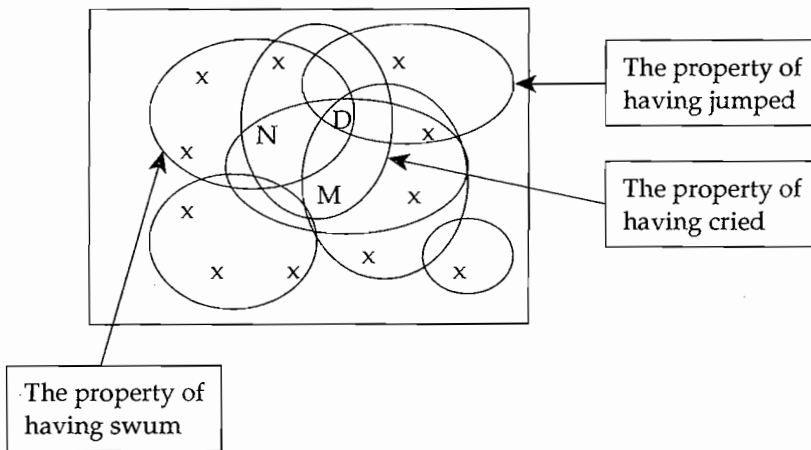 x
x
x
The property of
having jumped
N
D
x
x
M
x
The property of
having cried
x
x
x
x
x
The property of
having swum